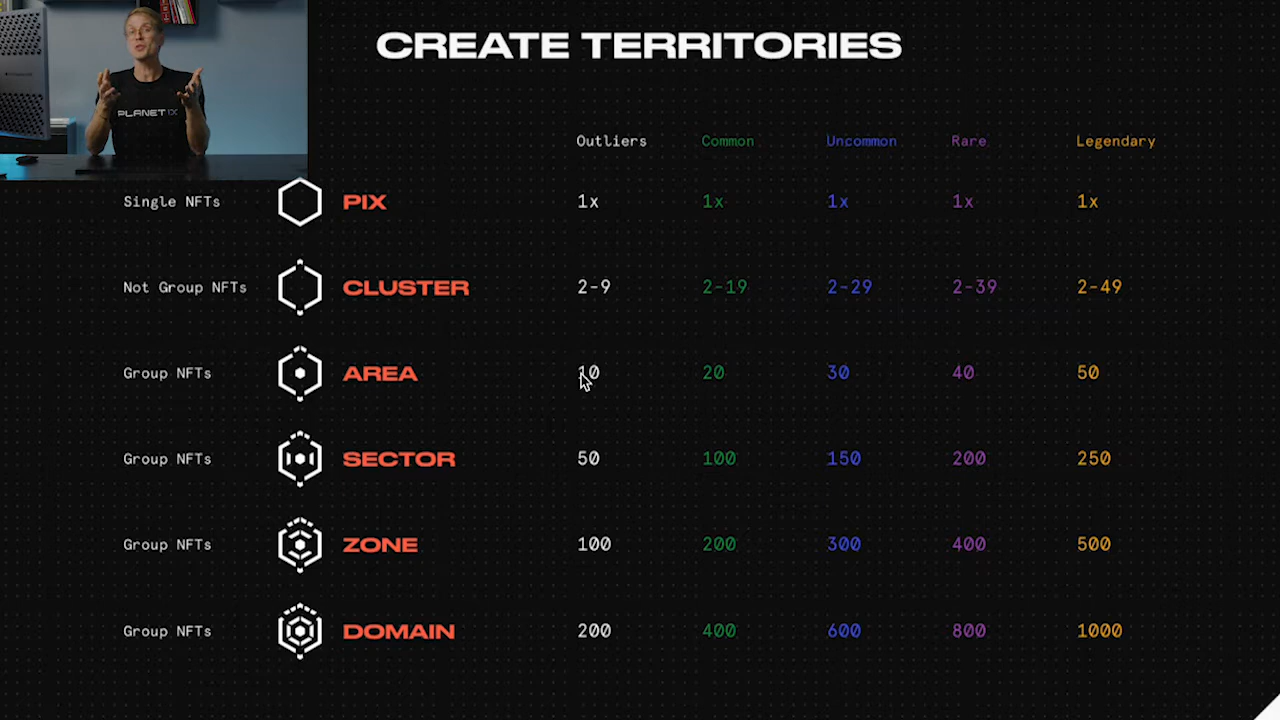 CREATE TERRITORIES
PLANET IX
Outliers Common Uncommon Rare Legendary
Single NFTs PIX 1x 1x 1x 1x 1x
Not Group NFTs CLUSTER 2-9 2-19 2-29 2-39 2-49
Group NFTs AREA 10 20 30 40 50
Group NFTs SECTOR 50 100 150 200 250
Group NFTs ZONE 100 200 300 400 500
Group NFTs DOMAIN 200 400 600 800 1000